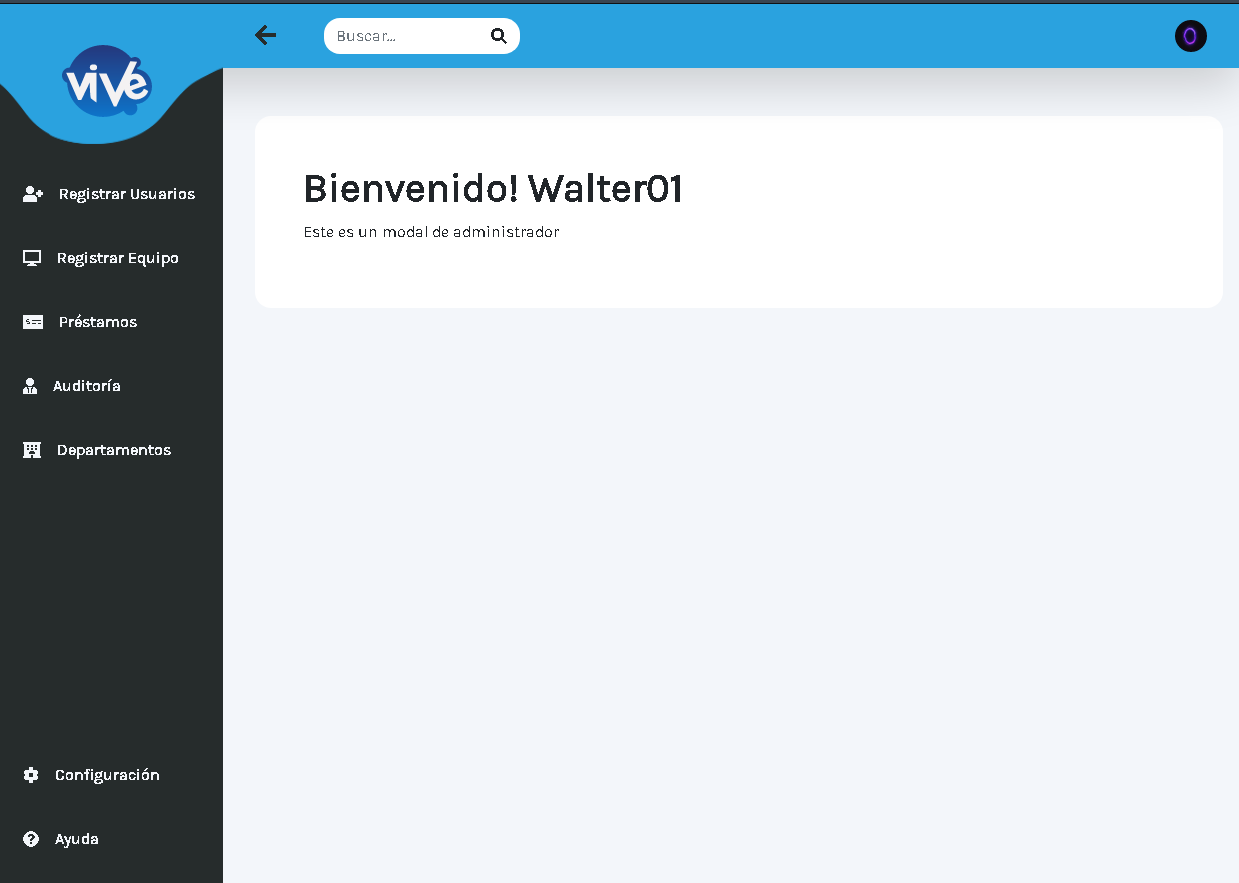 vive
Buscar...
Bienvenido! Walter01
Este es un modal de administrador
Registrar Usuarios
Registrar Equipo
Préstamos
Auditoría
Departamentos
Configuración
Ayuda